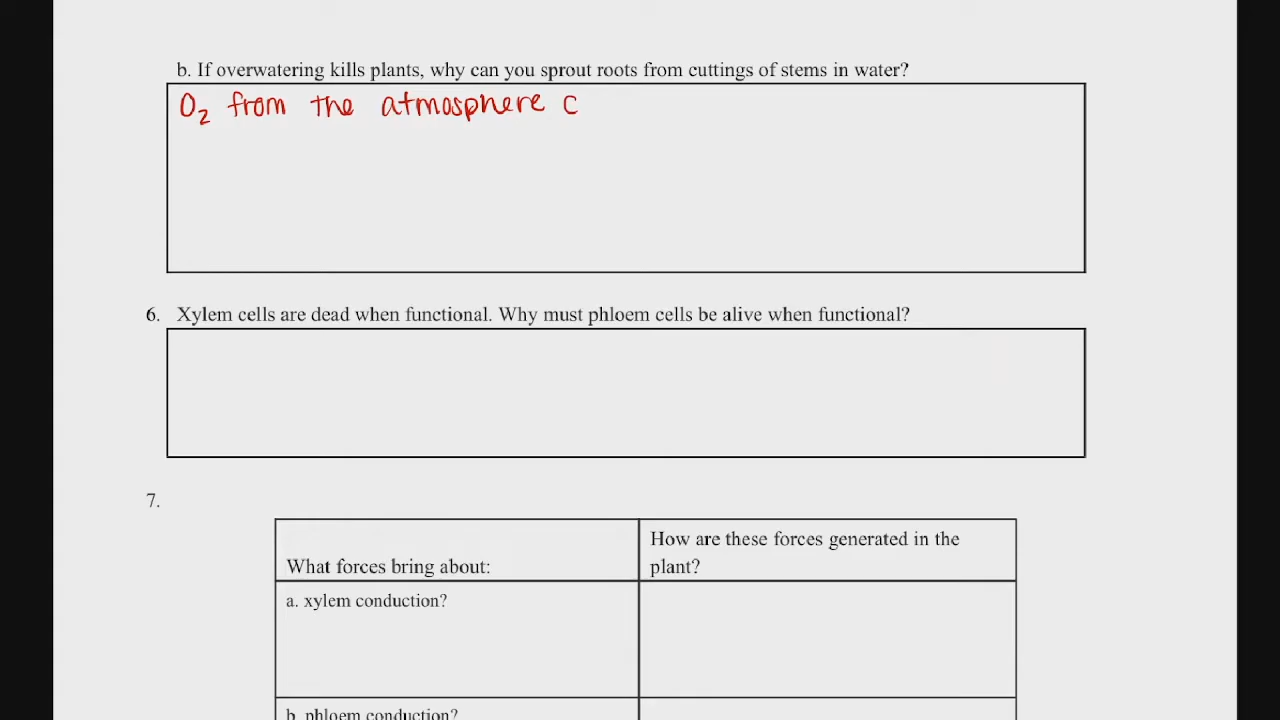 b. If overwatering kills plants, why can you sprout roots from cuttings of stems in water?
O₂ from the atmosphere c
6. Xylem cells are dead when functional. Why must phloem cells be alive when functional?
7.
What forces bring about:
How are these forces generated in the
plant?
a. xylem conduction?
b. phloem conduction?